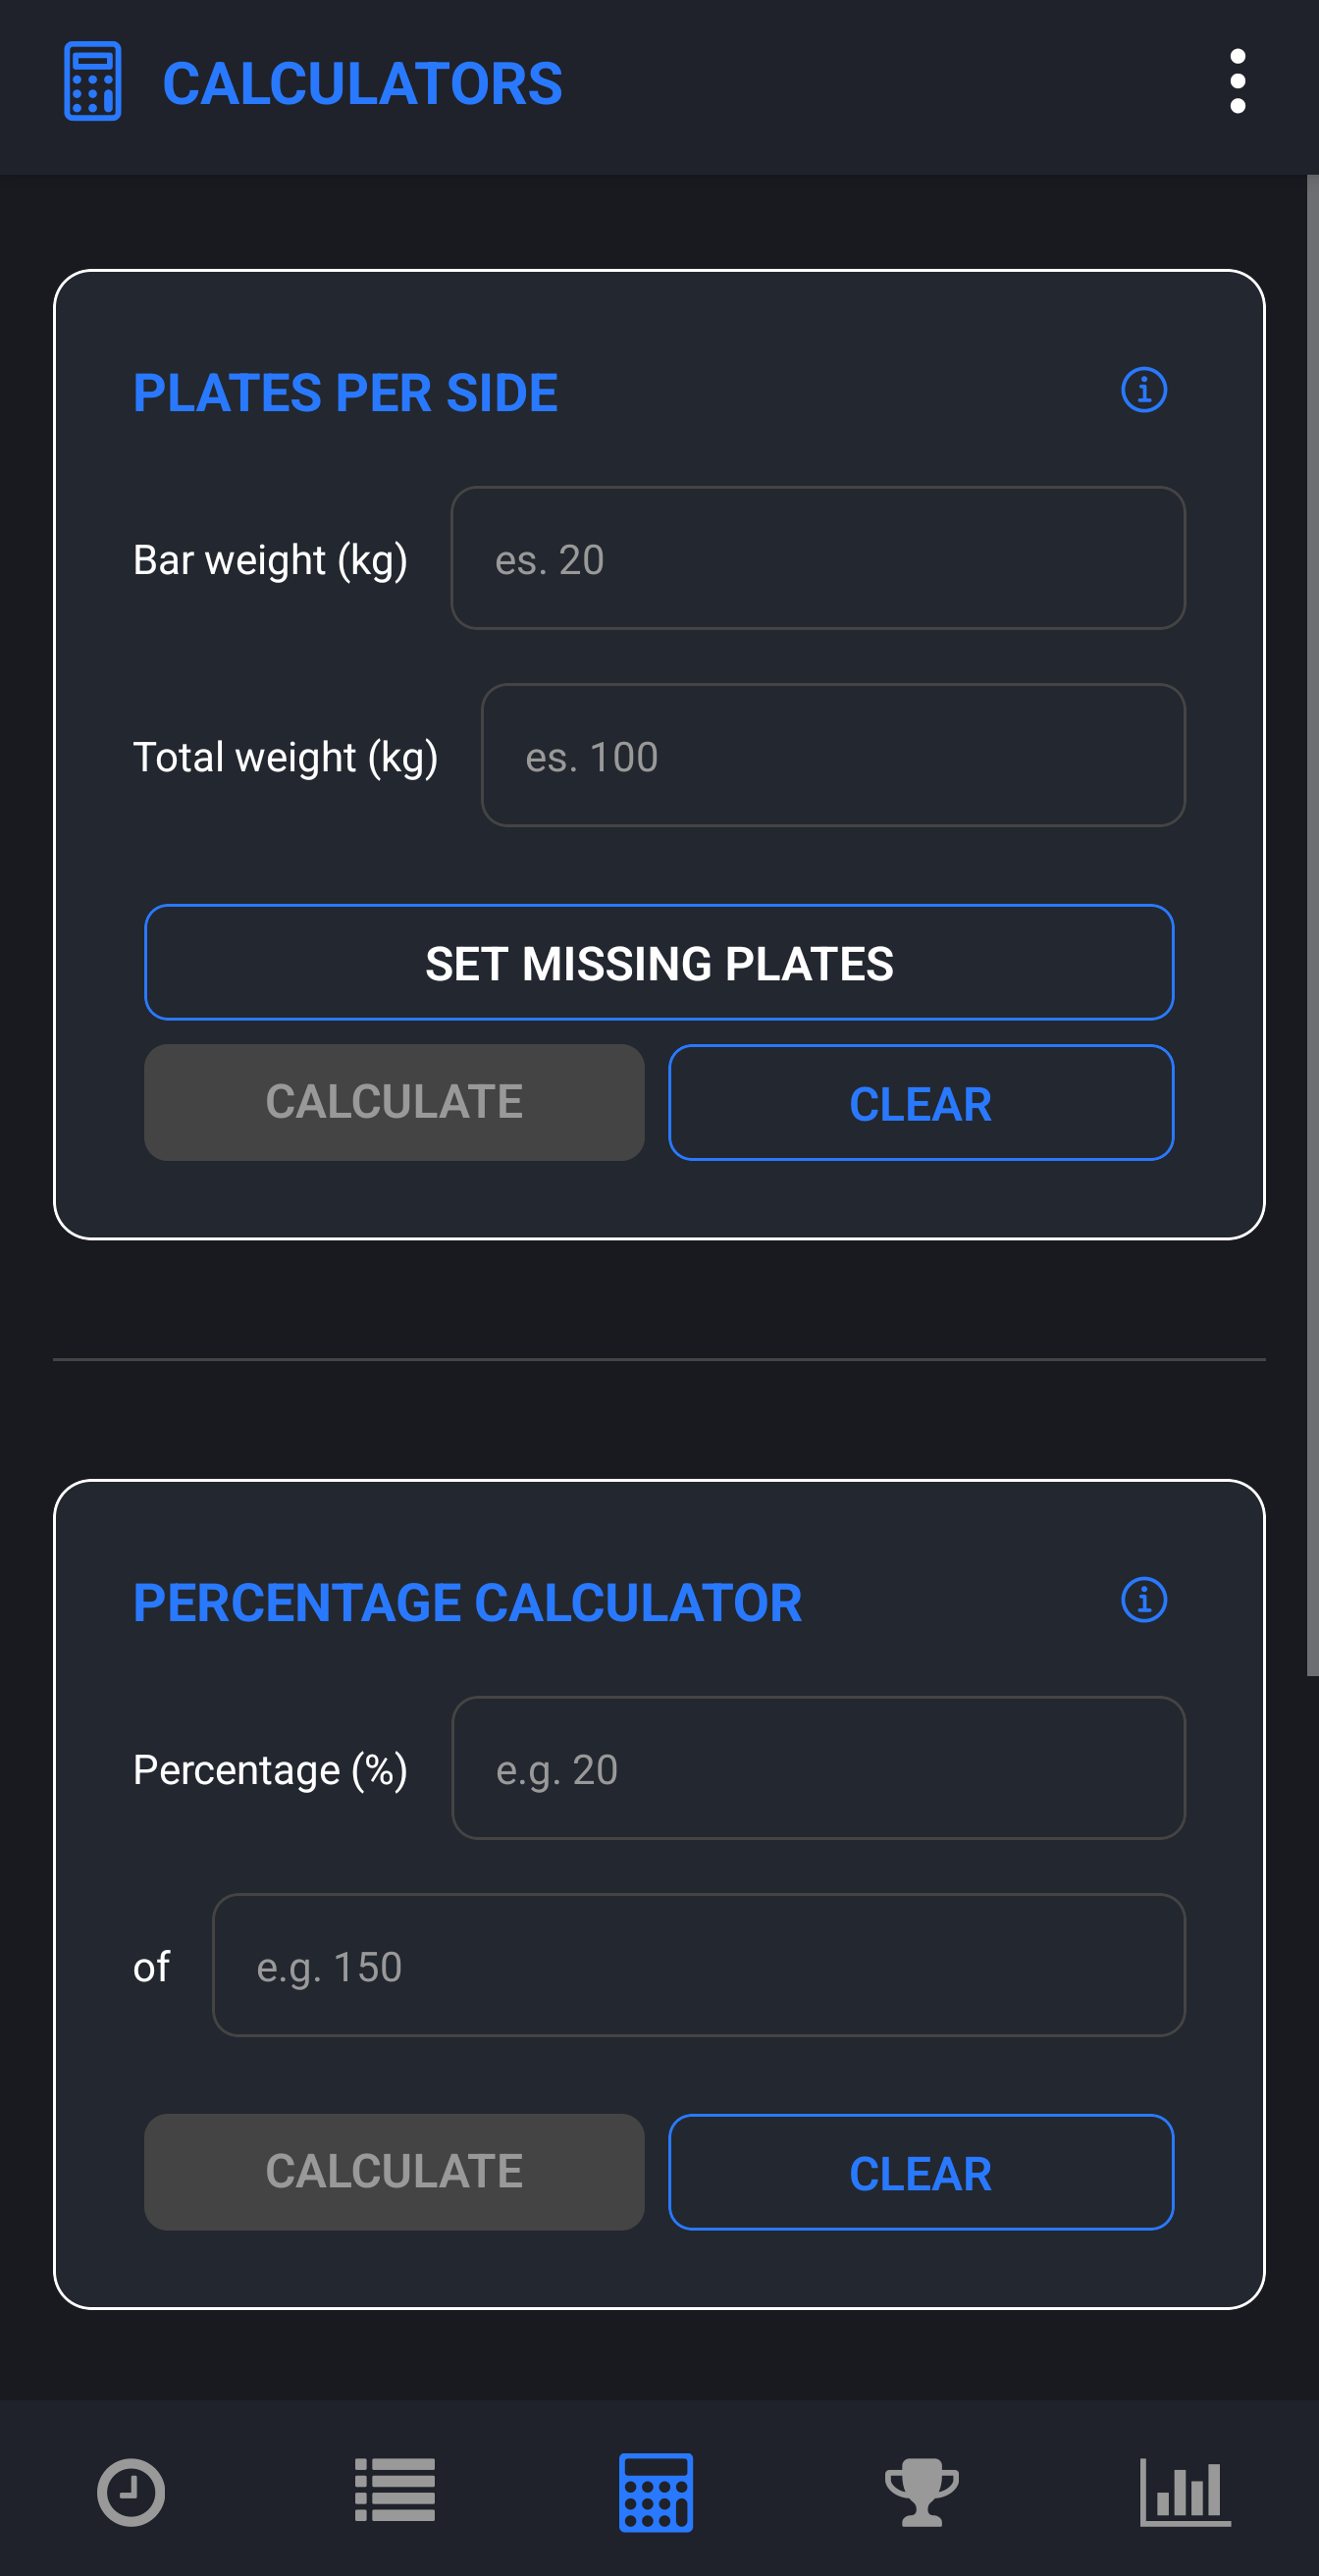 CALCULATORS
PLATES PER SIDE
Bar weight (kg)
es. 20
Total weight (kg)
es. 100
SET MISSING PLATES
CALCULATE
CLEAR
PERCENTAGE CALCULATOR
Percentage (%)
e.g. 20
of
e.g. 150
CALCULATE
CLEAR